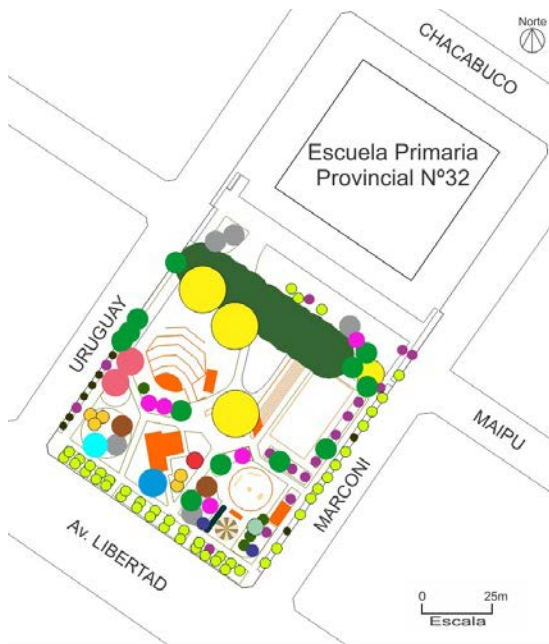 Norte
CHACABUCO
Escuela Primaria
Provincial Nº32
URUGUAY
MAIPU
MARCONI
Av. LIBERTAD
0 25m
Escala